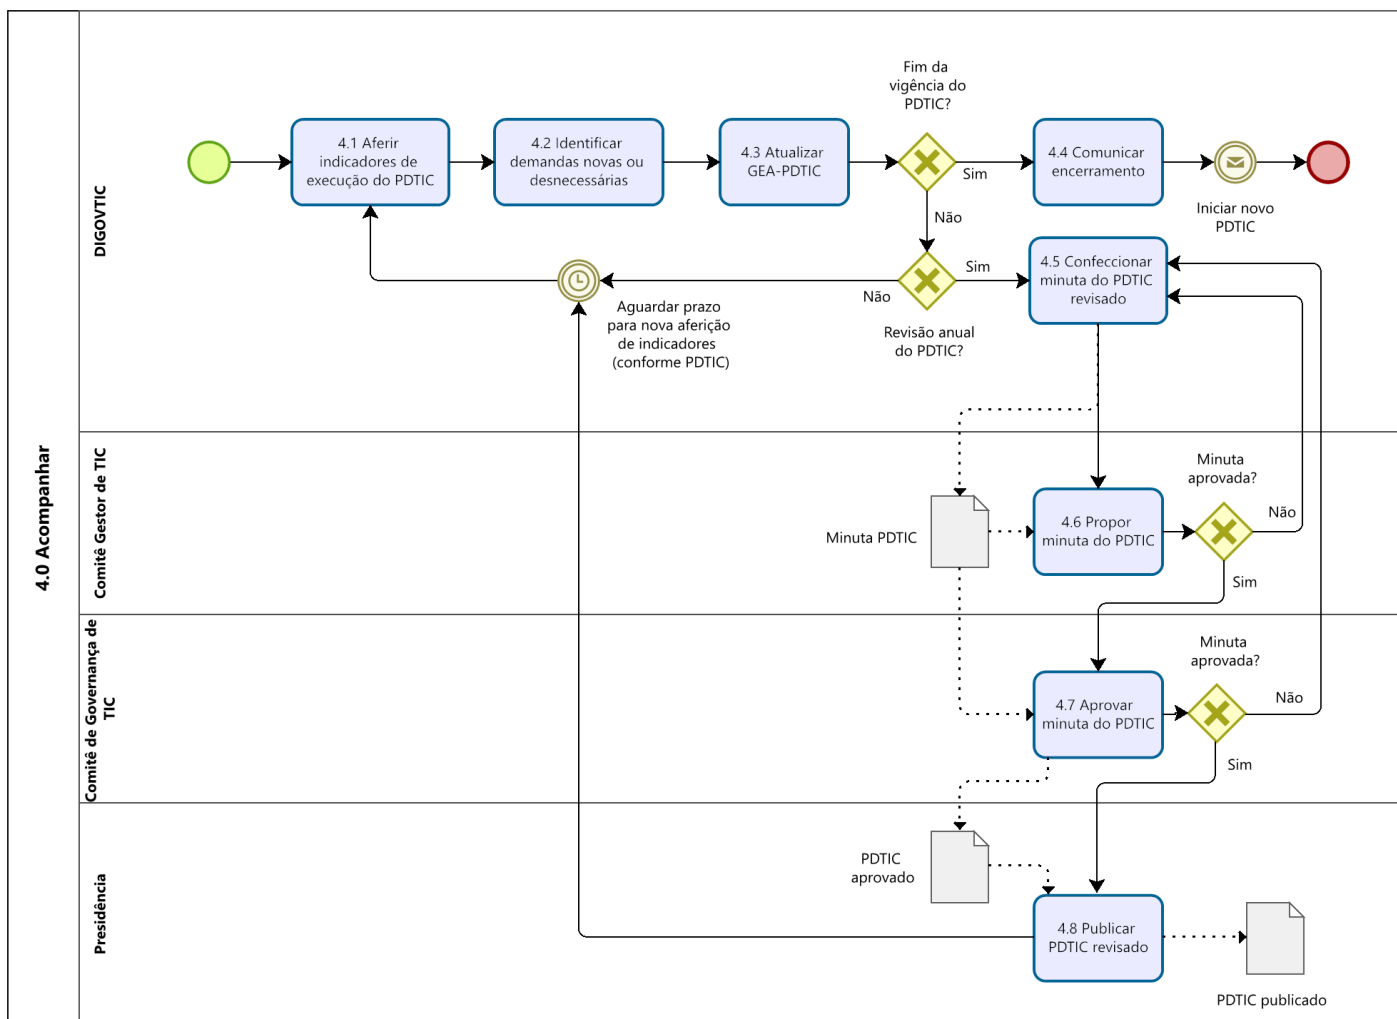 4.0 Acompanhar
DIGOVTIC
Fim da
vigência do
PDTIC?
4.1 Aferir
indicadores de
execução do PDTIC
4.2 Identificar
demandas novas ou
desnecessárias
4.3 Atualizar
GEA-PDTIC
Sim
4.4 Comunicar
encerramento
Iniciar novo
PDTIC
Não
Sim
Não
Revisão anual
do PDTIC?
4.5 Confeccionar
minuta do PDTIC
revisado
Aguardar prazo
para nova aferição
de indicadores
(conforme PDTIC)
Comitê Gestor de TIC
Minuta PDTIC
4.6 Propor
minuta do PDTIC
Minuta
aprovada?
Não
Sim
Comitê de Governança de
TIC
4.7 Aprovar
minuta do PDTIC
Minuta
aprovada?
Não
Sim
Presidência
PDTIC
aprovado
4.8 Publicar
PDTIC revisado
PDTIC publicado